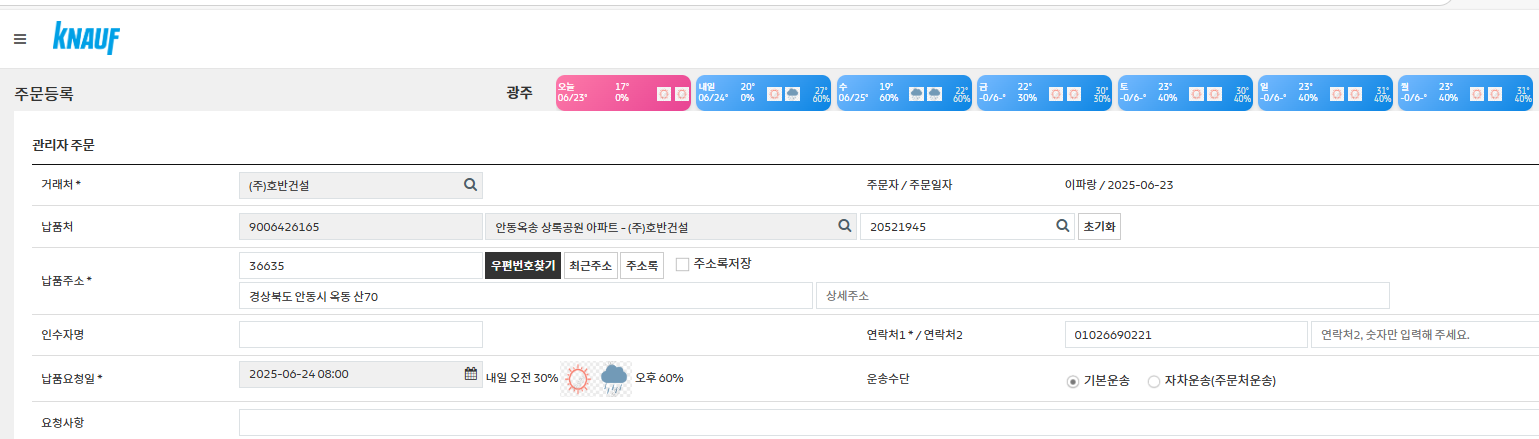 KNAUF
주문등록
광주
오늘 17°
06/23° 0%
내일 20° 27°
06/24° 0% 60%
수 19° 22°
06/25° 60% 60%
금 22° 30°
-0/6-° 30% 30%
토 23° 30°
-0/6-° 40% 40%
일 23° 31°
-0/6-° 40% 40%
월 23° 31°
-0/6-° 40% 40%
관리자 주문
거래처 * (주)호반건설 주문자 / 주문일자 이파랑 / 2025-06-23
납품처 9006426165 안동옥송 상록공원 아파트 - (주)호반건설 20521945 초기화
납품주소 * 36635 우편번호찾기 최근주소 주소록 주소록저장
경상북도 안동시 옥동 산70 상세주소
인수자명 연락처1 * / 연락처2 01026690221 연락처2, 숫자만 입력해 주세요.
납품요청일 * 2025-06-24 08:00 내일 오전 30% 오후 60% 운송수단 기본운송 자차운송(주문처운송)
요청사항